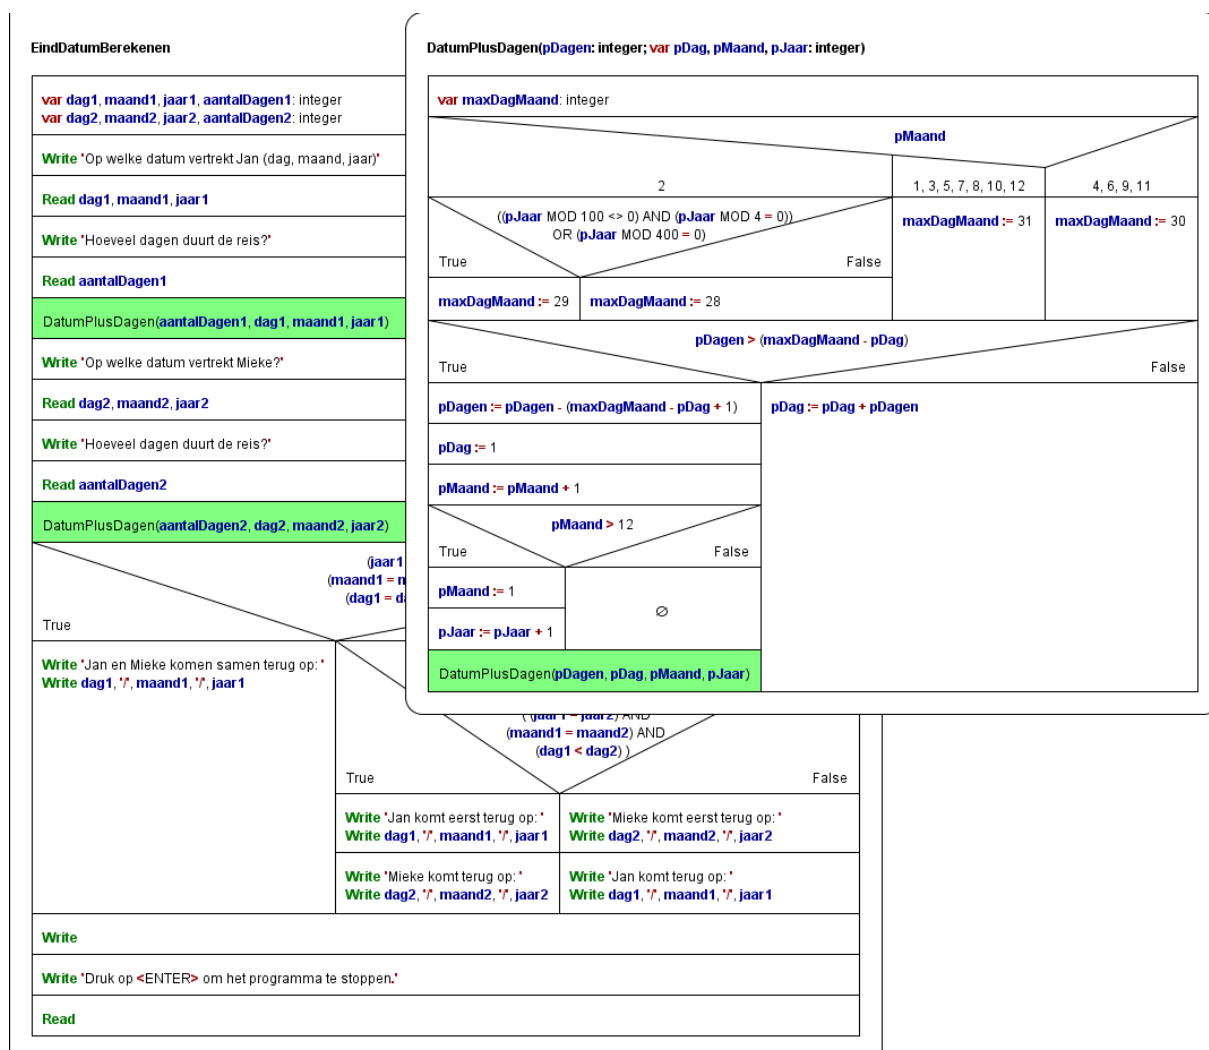 EindDatumBerekenen
var dag1, maand1, jaar1, aantalDagen1: integer
var dag2, maand2, jaar2, aantalDagen2: integer
Write 'Op welke datum vertrekt Jan (dag, maand, jaar)'
Read dag1, maand1, jaar1
Write 'Hoeveel dagen duurt de reis?'
Read aantalDagen1
DatumPlusDagen(aantalDagen1, dag1, maand1, jaar1)
Write 'Op welke datum vertrekt Mieke?'
Read dag2, maand2, jaar2
Write 'Hoeveel dagen duurt de reis?'
Read aantalDagen2
DatumPlusDagen(aantalDagen2, dag2, maand2, jaar2)
(jaar1
(maand1 =
(dag1 =
True
Write 'Jan en Mieke komen samen terug op: '
Write dag1, '/', maand1, '/', jaar1
( (jaar1 = jaar2) AND
(maand1 = maand2) AND
(dag1 < dag2) )
True
False
Write 'Jan komt eerst terug op: '
Write dag1, '/', maand1, '/', jaar1
Write 'Mieke komt eerst terug op: '
Write dag2, '/', maand2, '/', jaar2
Write 'Mieke komt terug op: '
Write dag2, '/', maand2, '/', jaar2
Write 'Jan komt terug op: '
Write dag1, '/', maand1, '/', jaar1
Write
Write 'Druk op <ENTER> om het programma te stoppen.'
Read
DatumPlusDagen(pDagen: integer; var pDag, pMaand, pJaar: integer)
var maxDagMaand: integer
pMaand
2
1, 3, 5, 7, 8, 10, 12
4, 6, 9, 11
((pJaar MOD 100 <> 0) AND (pJaar MOD 4 = 0))
OR (pJaar MOD 400 = 0)
True
False
maxDagMaand := 29
maxDagMaand := 28
maxDagMaand := 31
maxDagMaand := 30
pDagen > (maxDagMaand - pDag)
True
False
pDagen := pDagen - (maxDagMaand - pDag + 1)
pDag := pDag + pDagen
pDag := 1
pMaand := pMaand + 1
pMaand > 12
True
False
pMaand := 1
∅
pJaar := pJaar + 1
DatumPlusDagen(pDagen, pDag, pMaand, pJaar)